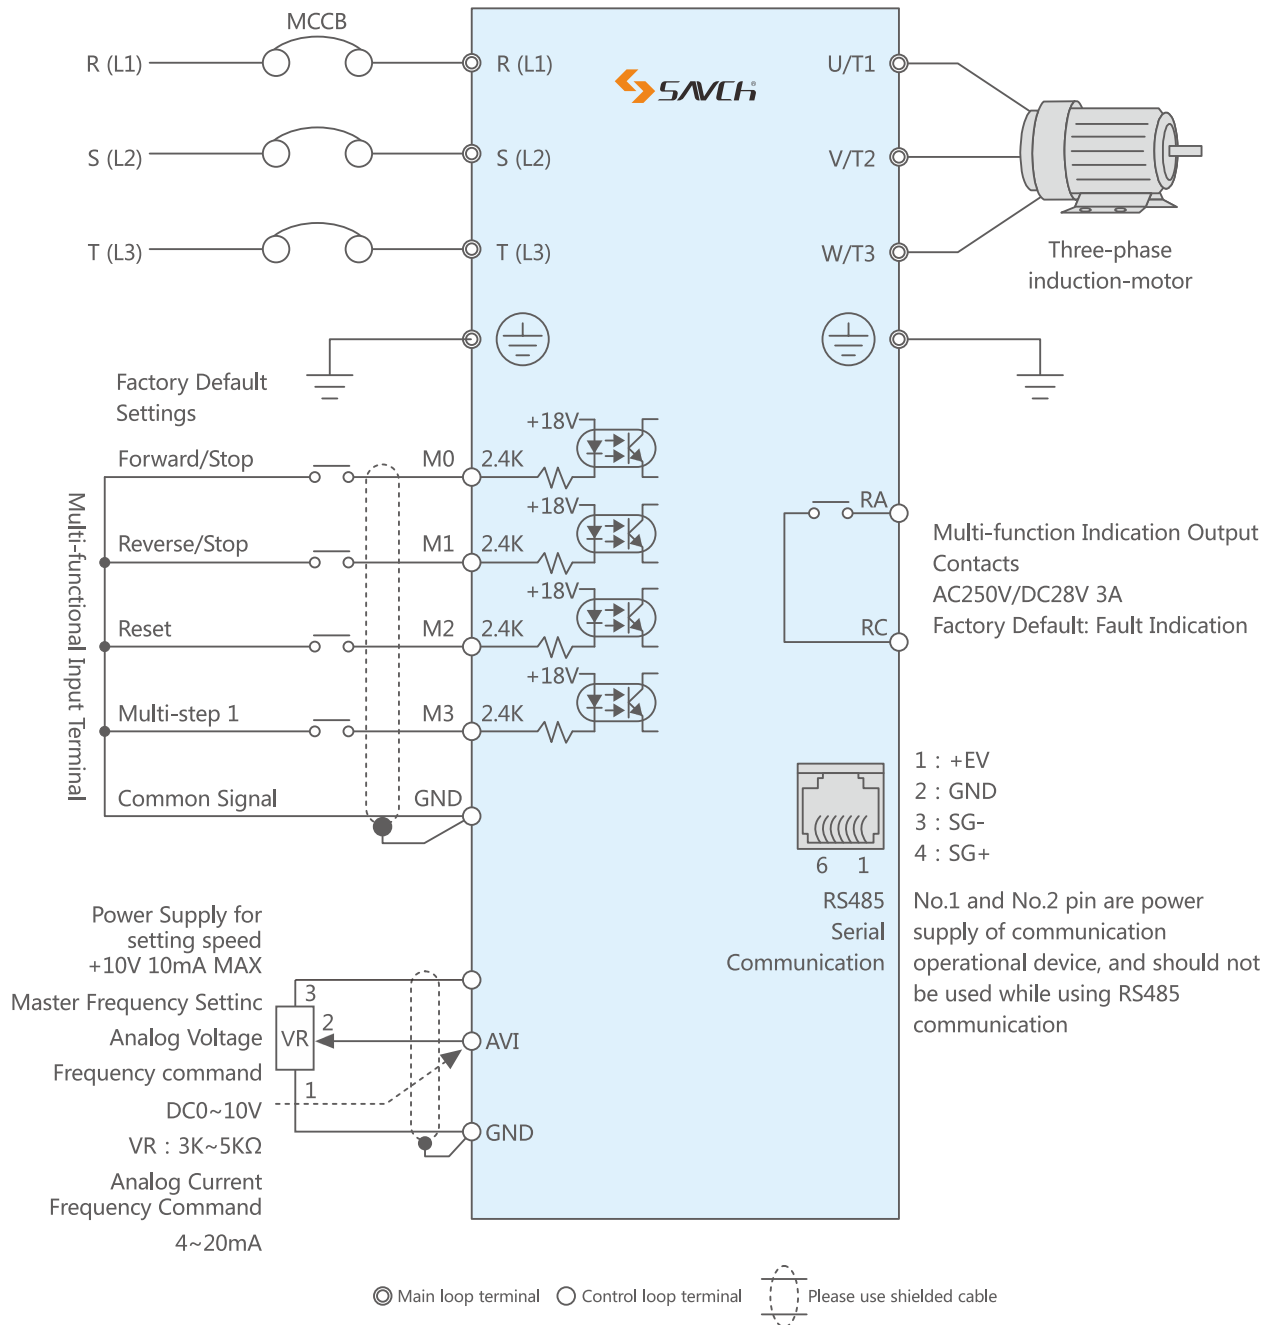 MCCB
R (L1)
R (L1)
SAVCH®
U/T1
S (L2)
S (L2)
V/T2
T (L3)
T (L3)
W/T3
Three-phase
induction-motor
Factory Default
Settings
Multi-functional Input Terminal
Forward/Stop
M0
2.4K
+18V
Reverse/Stop
M1
2.4K
+18V
Reset
M2
2.4K
+18V
Multi-step 1
M3
2.4K
+18V
Common Signal
GND
RA
RC
Multi-function Indication Output
Contacts
AC250V/DC28V 3A
Factory Default: Fault Indication
1 : +EV
2 : GND
3 : SG-
4 : SG+
6 1
RS485
Serial
Communication
No.1 and No.2 pin are power
supply of communication
operational device, and should not
be used while using RS485
communication
Power Supply for
setting speed
+10V 10mA MAX
Master Frequency Settinc
Analog Voltage
Frequency command
DC0~10V
VR : 3K~5KΩ
Analog Current
Frequency Command
4~20mA
3
VR
2
1
AVI
GND
Main loop terminal
Control loop terminal
Please use shielded cable